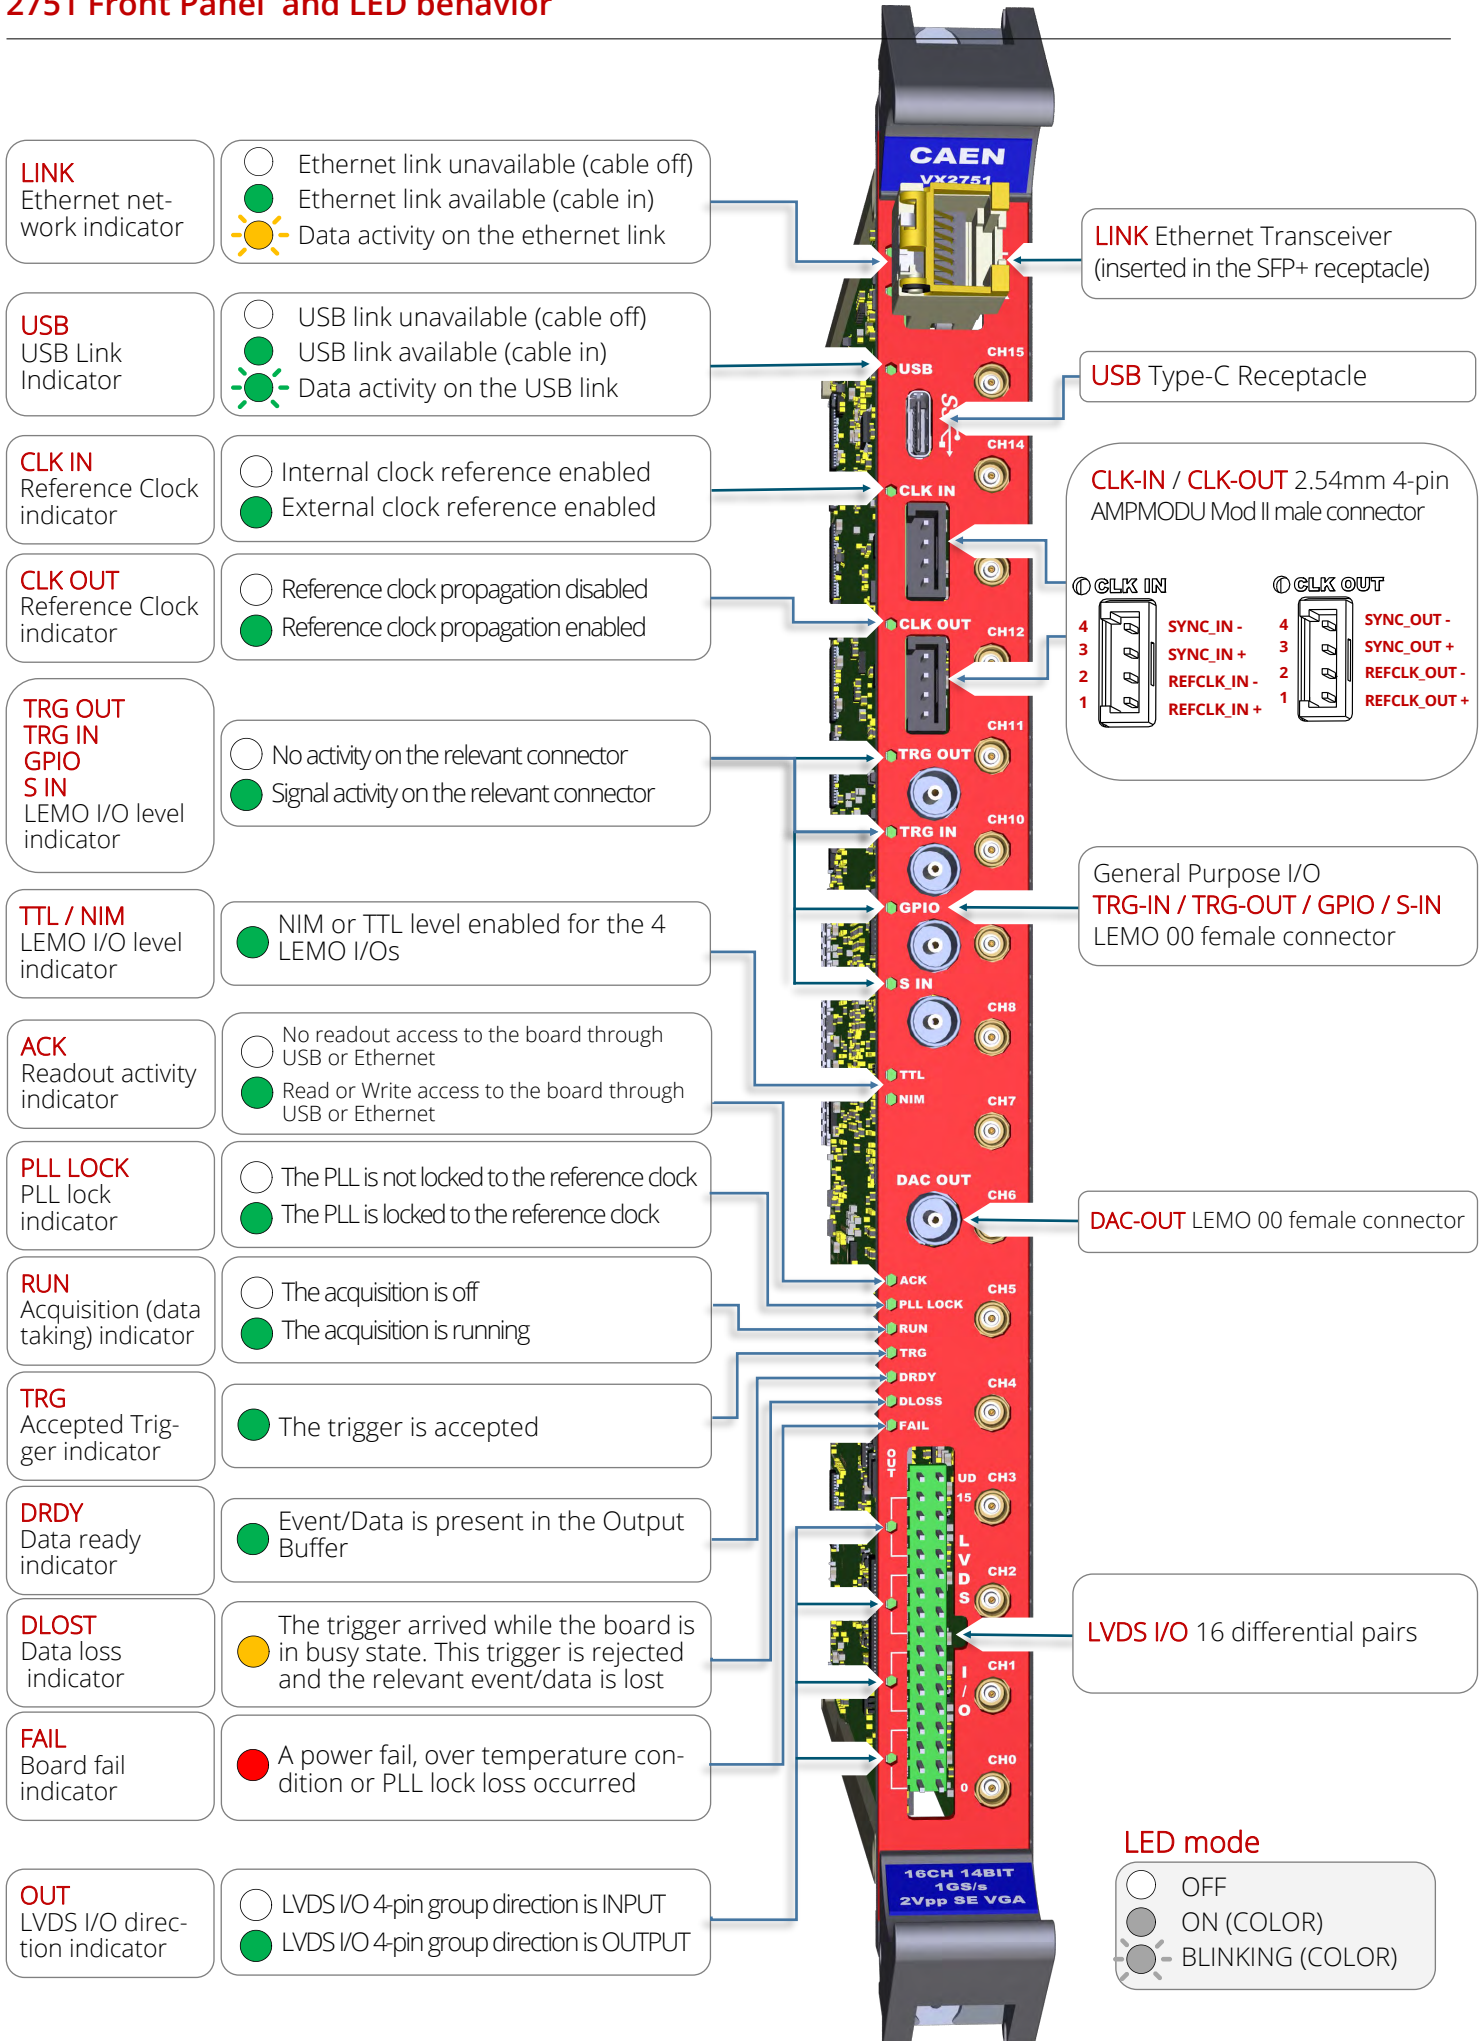 2751 Front Panel and LED behavior
LINK
Ethernet net-
work indicator
Ethernet link unavailable (cable off)
Ethernet link available (cable in)
Data activity on the ethernet link
USB
USB Link
Indicator
USB link unavailable (cable off)
USB link available (cable in)
Data activity on the USB link
CLK IN
Reference Clock
indicator
Internal clock reference enabled
External clock reference enabled
CLK OUT
Reference Clock
indicator
Reference clock propagation disabled
Reference clock propagation enabled
TRG OUT
TRG IN
GPIO
S IN
LEMO I/O level
indicator
No activity on the relevant connector
Signal activity on the relevant connector
TTL / NIM
LEMO I/O level
indicator
NIM or TTL level enabled for the 4
LEMO I/Os
ACK
Readout activity
indicator
No readout access to the board through
USB or Ethernet
Read or Write access to the board through
USB or Ethernet
PLL LOCK
PLL lock
indicator
The PLL is not locked to the reference clock
The PLL is locked to the reference clock
RUN
Acquisition (data
taking) indicator
The acquisition is off
The acquisition is running
TRG
Accepted Trig-
ger indicator
The trigger is accepted
DRDY
Data ready
indicator
Event/Data is present in the Output
Buffer
DLOST
Data loss
indicator
The trigger arrived while the board is
in busy state. This trigger is rejected
and the relevant event/data is lost
FAIL
Board fail
indicator
A power fail, over temperature con-
dition or PLL lock loss occurred
OUT
LVDS I/O direc-
tion indicator
LVDS I/O 4-pin group direction is INPUT
LVDS I/O 4-pin group direction is OUTPUT
CAEN
VX2751
CH15
USB
CH14
CLK IN
CLK OUT
CH12
CH11
TRG OUT
CH10
TRG IN
GPIO
S IN
CH8
TTL
NIM
CH7
DAC OUT
CH6
ACK
CH5
PLL LOCK
RUN
TRG
DRDY
CH4
DLOSS
FAIL
OUT
UD
CH3
15
LVDS I/O
CH2
CH1
CH0
0
16CH 14BIT
1GS/s
2Vpp SE VGA
LINK Ethernet Transceiver
(inserted in the SFP+ receptacle)
USB Type-C Receptacle
CLK-IN / CLK-OUT 2.54mm 4-pin
AMPMODU Mod II male connector
CLK IN
4 SYNC_IN -
3 SYNC_IN +
2 REFCLK_IN -
1 REFCLK_IN +
CLK OUT
4 SYNC_OUT -
3 SYNC_OUT +
2 REFCLK_OUT -
1 REFCLK_OUT +
General Purpose I/O
TRG-IN / TRG-OUT / GPIO / S-IN
LEMO 00 female connector
DAC-OUT LEMO 00 female connector
LVDS I/O 16 differential pairs
LED mode
OFF
ON (COLOR)
BLINKING (COLOR)